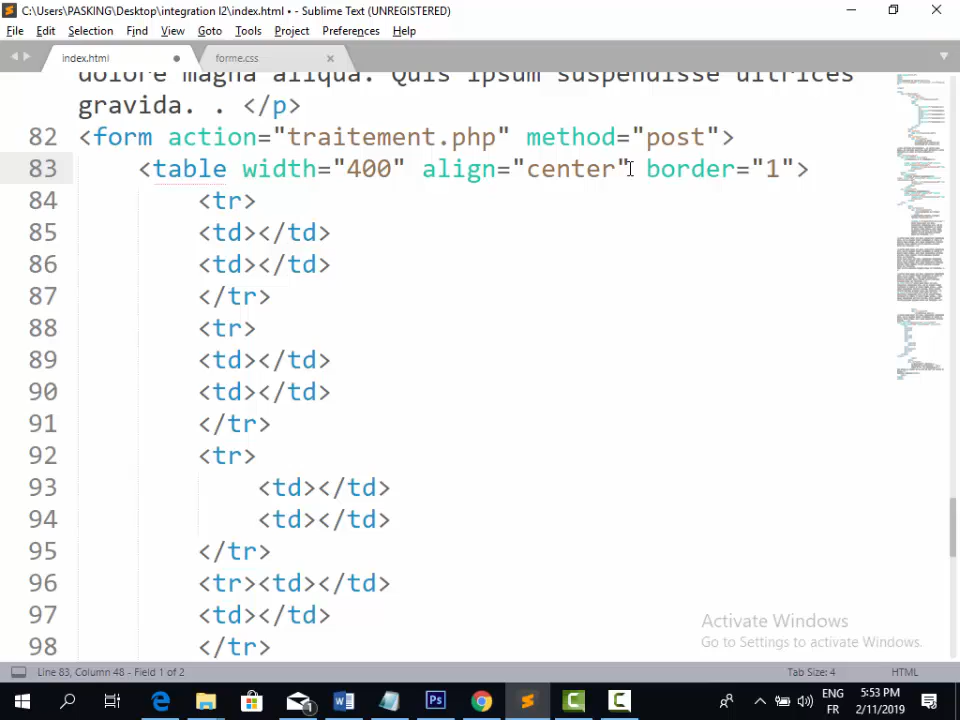 C:\Users\PASKING\Desktop\integration l2\index.html • - Sublime Text (UNREGISTERED)
File Edit Selection Find View Goto Tools Project Preferences Help
index.html forme.css
dolore magna aliqua. Quis ipsum suspendisse ultrices
gravida. . </p>
82 <form action="traitement.php" method="post">
83 <table width="400" align="center" border="1">
84 <tr>
85 <td></td>
86 <td></td>
87 </tr>
88 <tr>
89 <td></td>
90 <td></td>
91 </tr>
92 <tr>
93 <td></td>
94 <td></td>
95 </tr>
96 <tr><td></td>
97 <td></td>
98 </tr>
Activate Windows
Go to Settings to activate Windows.
Line 83, Column 48 - Field 1 of 2 Tab Size: 4 HTML
1 W Ps ENG 5:53 PM
FR 2/11/2019